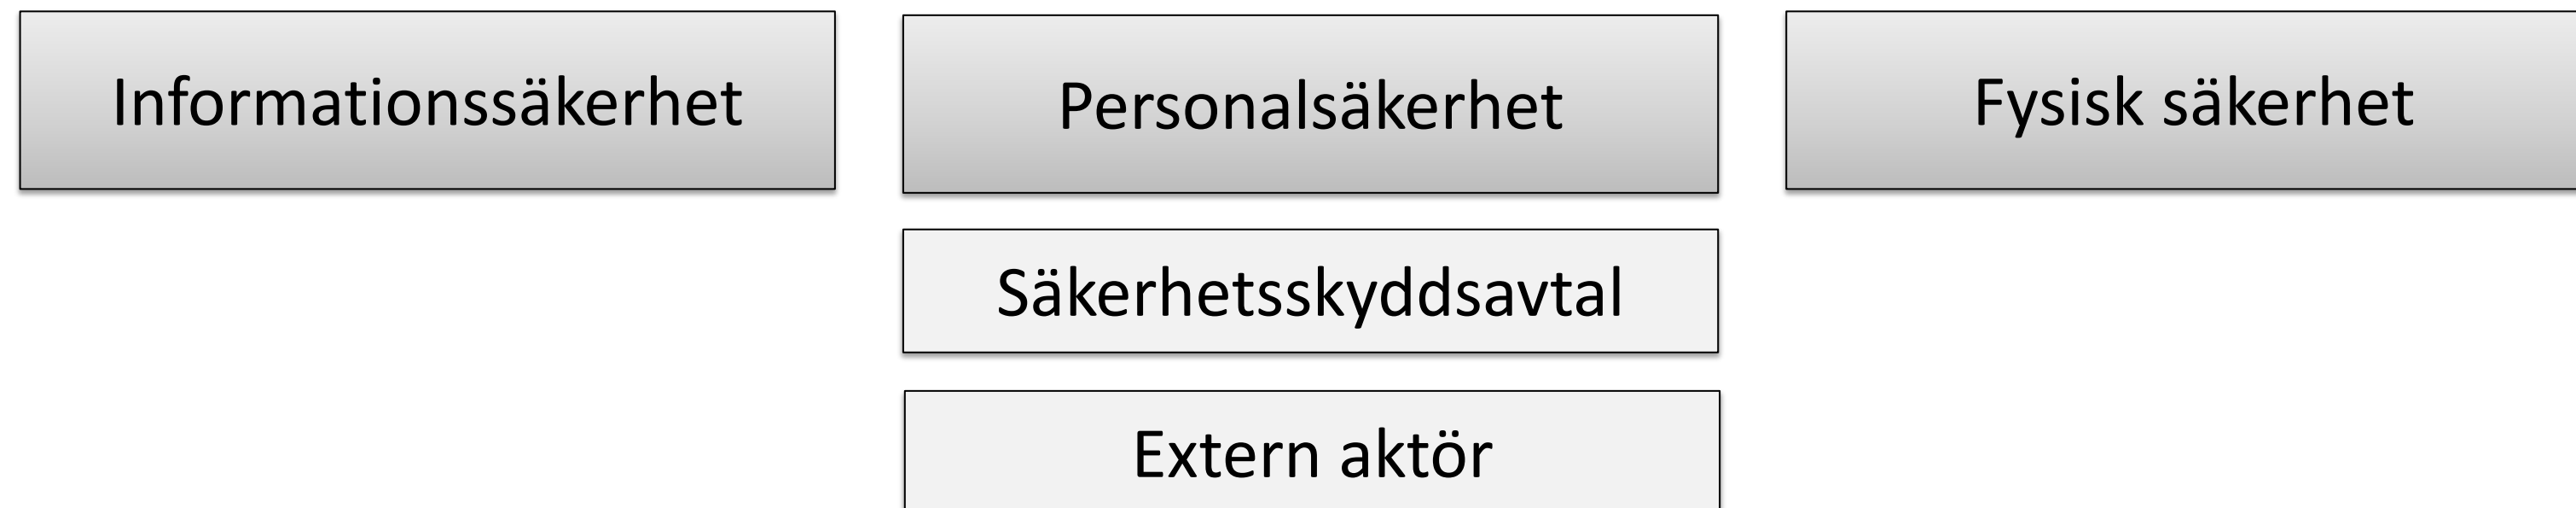 Informationssäkerhet
Personalsäkerhet
Fysisk säkerhet
Säkerhetsskyddsavtal
Extern aktör